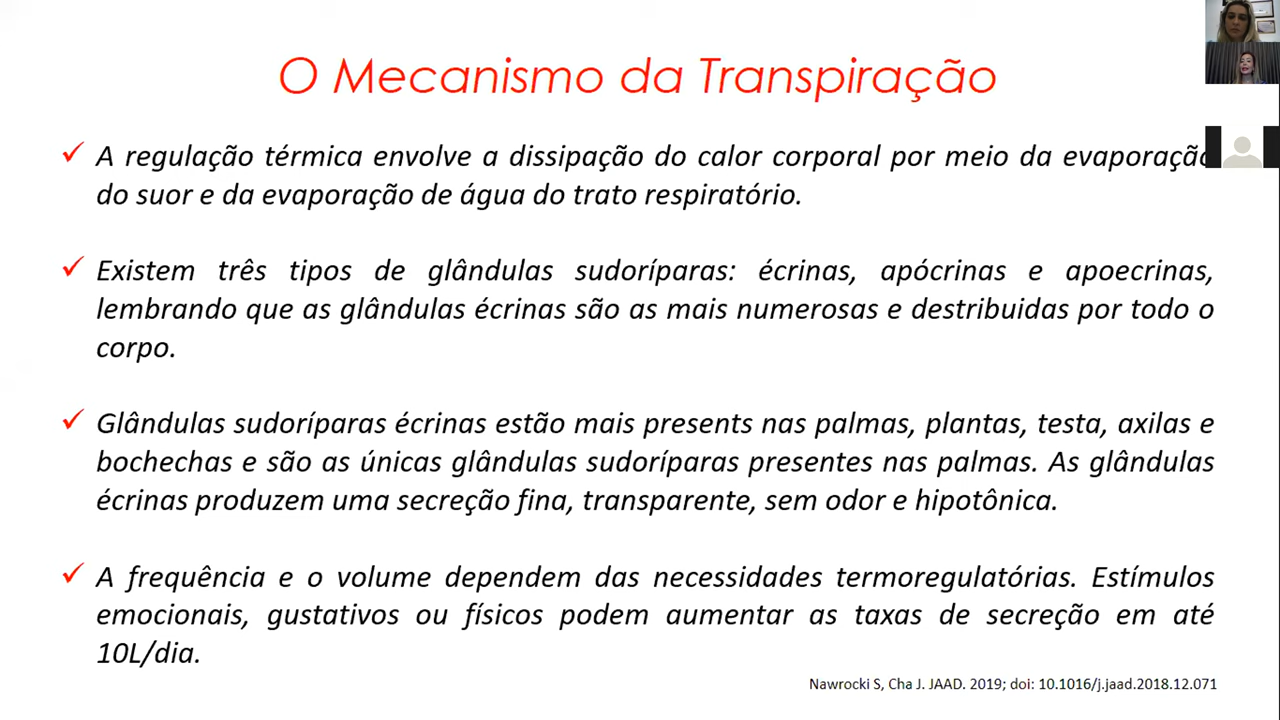 O Mecanismo da Transpiração
A regulação térmica envolve a dissipação do calor corporal por meio da evaporação
do suor e da evaporação de água do trato respiratório.
Existem três tipos de glândulas sudoríparas: écrinas, apócrinas e apoecrinas,
lembrando que as glândulas écrinas são as mais numerosas e destribuidas por todo o
corpo.
Glândulas sudoríparas écrinas estão mais presents nas palmas, plantas, testa, axilas e
bochechas e são as únicas glândulas sudoríparas presentes nas palmas. As glândulas
écrinas produzem uma secreção fina, transparente, sem odor e hipotônica.
A frequência e o volume dependem das necessidades termoregulatórias. Estímulos
emocionais, gustativos ou físicos podem aumentar as taxas de secreção em até
10L/dia.
Nawrocki S, Cha J. JAAD. 2019; doi: 10.1016/j.jaad.2018.12.071